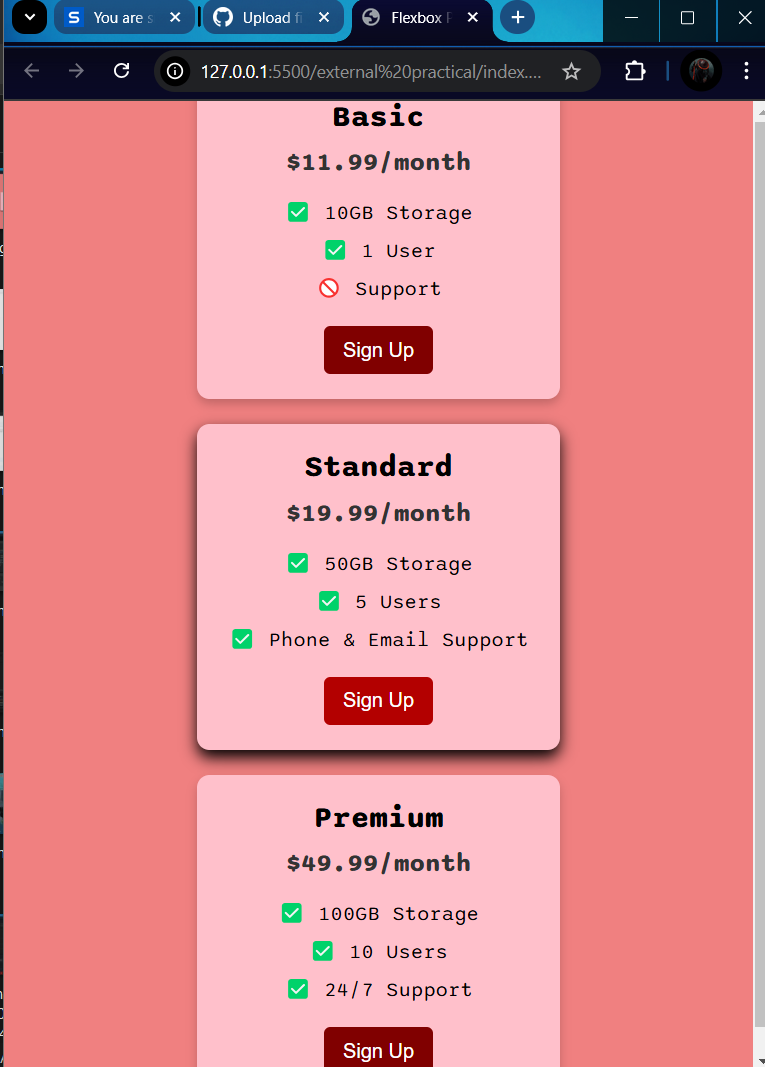 You are s
Upload fi
Flexbox P
127.0.0.1:5500/external%20practical/index....
Basic
$11.99/month
✅ 10GB Storage
✅ 1 User
🚫 Support
Sign Up
Standard
$19.99/month
✅ 50GB Storage
✅ 5 Users
✅ Phone & Email Support
Sign Up
Premium
$49.99/month
✅ 100GB Storage
✅ 10 Users
✅ 24/7 Support
Sign Up